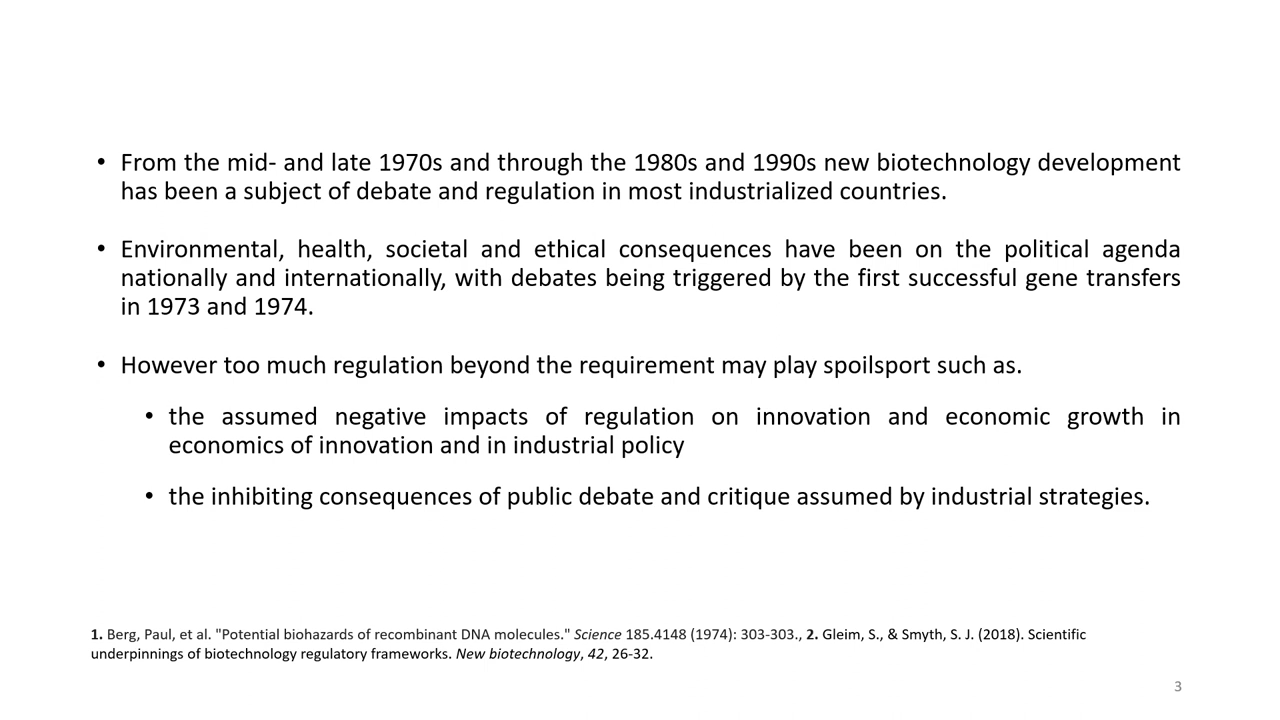 • From the mid- and late 1970s and through the 1980s and 1990s new biotechnology development
has been a subject of debate and regulation in most industrialized countries.
• Environmental, health, societal and ethical consequences have been on the political agenda
nationally and internationally, with debates being triggered by the first successful gene transfers
in 1973 and 1974.
• However too much regulation beyond the requirement may play spoilsport such as.
• the assumed negative impacts of regulation on innovation and economic growth in
economics of innovation and in industrial policy
• the inhibiting consequences of public debate and critique assumed by industrial strategies.
1. Berg, Paul, et al. "Potential biohazards of recombinant DNA molecules." Science 185.4148 (1974): 303-303., 2. Gleim, S., & Smyth, S. J. (2018). Scientific
underpinnings of biotechnology regulatory frameworks. New biotechnology, 42, 26-32.
3